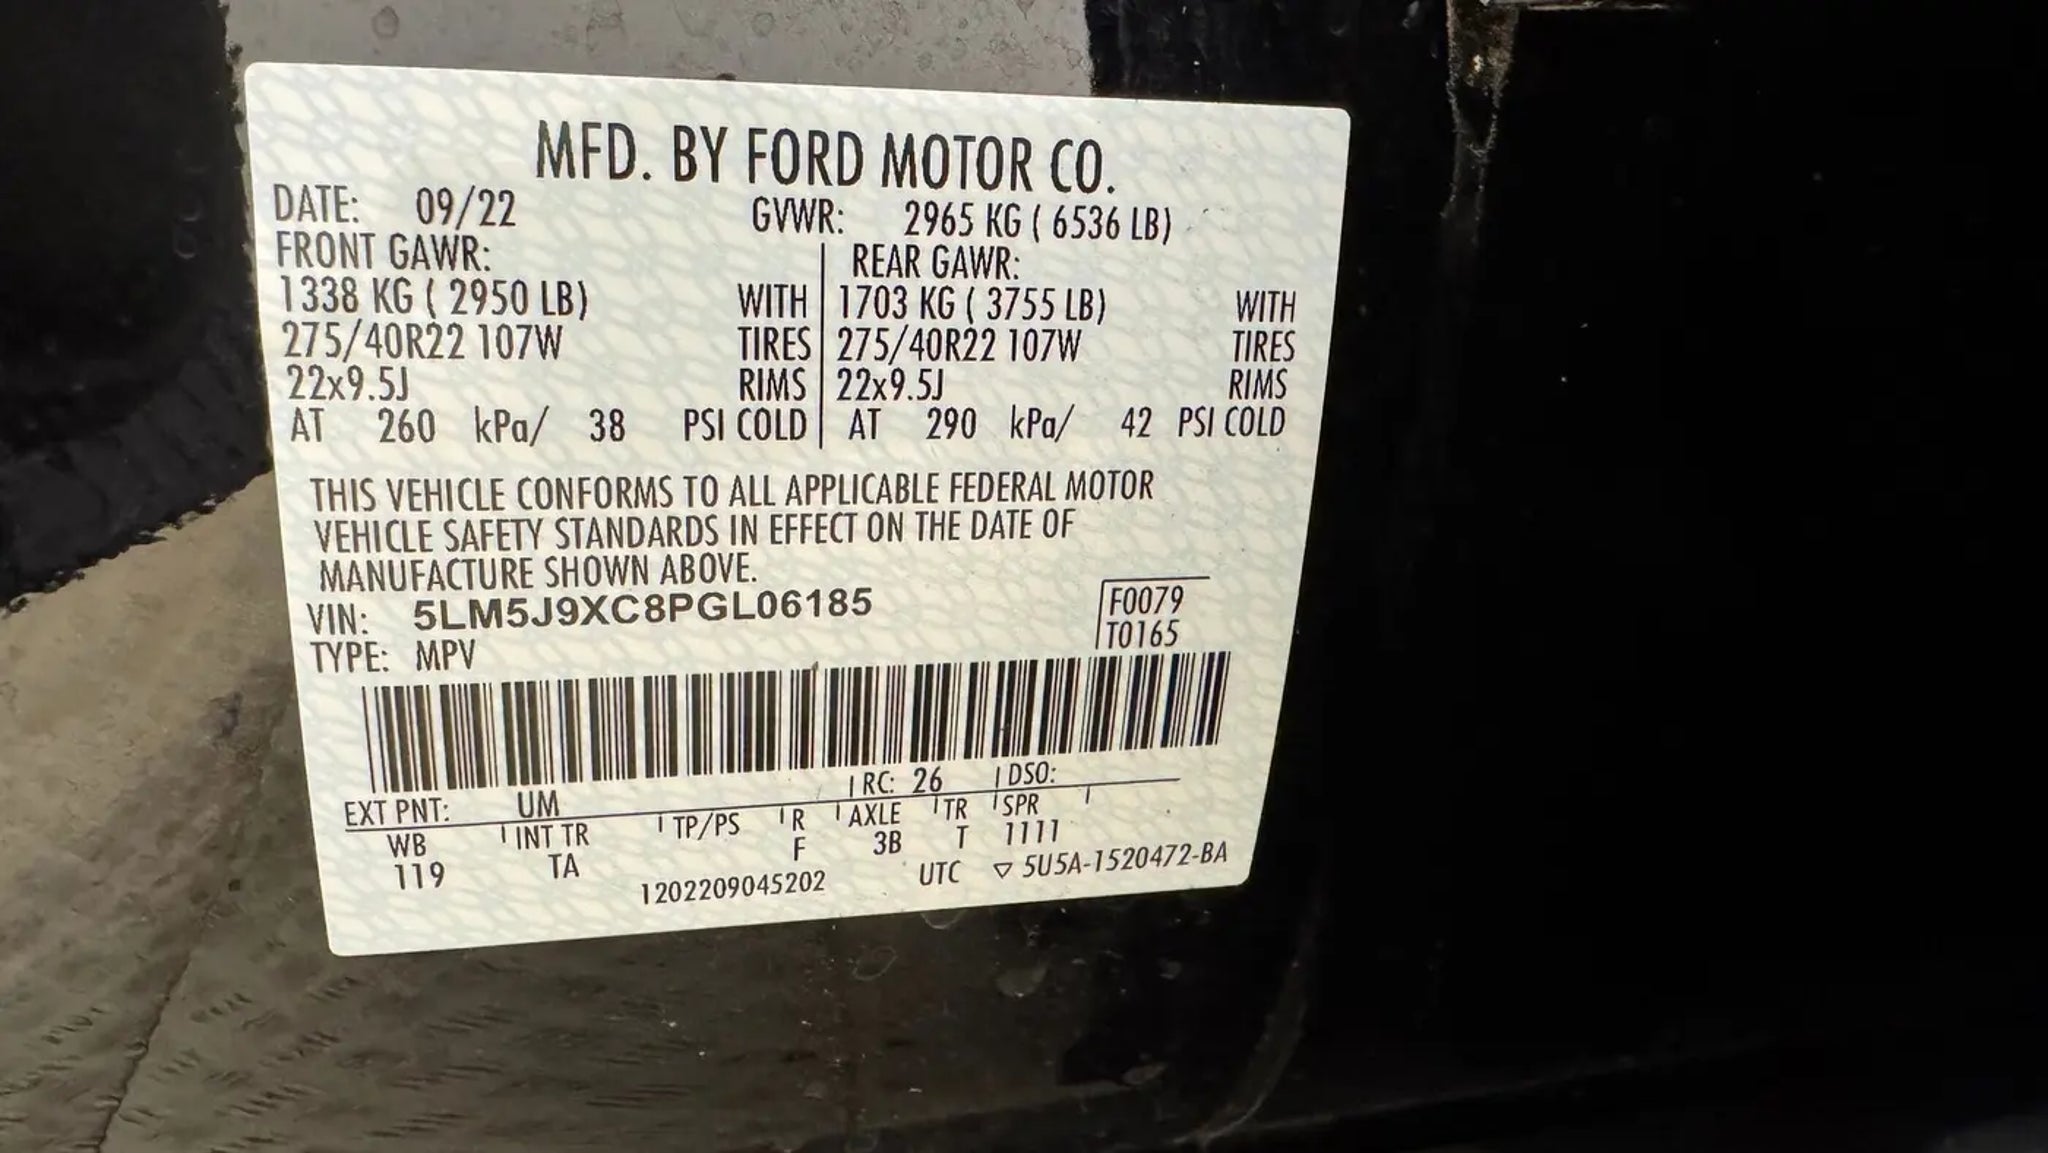 MFD. BY FORD MOTOR CO.
DATE: 09/22 GVWR: 2965 KG ( 6536 LB)
FRONT GAWR: REAR GAWR:
1338 KG ( 2950 LB) WITH 1703 KG ( 3755 LB) WITH
275/40R22 107W TIRES 275/40R22 107W TIRES
22x9.5J RIMS 22x9.5J RIMS
AT 260 kPa/ 38 PSI COLD AT 290 kPa/ 42 PSI COLD
THIS VEHICLE CONFORMS TO ALL APPLICABLE FEDERAL MOTOR
VEHICLE SAFETY STANDARDS IN EFFECT ON THE DATE OF
MANUFACTURE SHOWN ABOVE.
VIN: 5LM5J9XC8PGL06185 F0079
TYPE: MPV T0165
EXT PNT: UM RC: 26 DSO:
WB INT TR TP/PS R AXLE TR SPR
119 TA F 3B T 1111
1202209045202 UTC ▽ 5U5A-1520472-BA